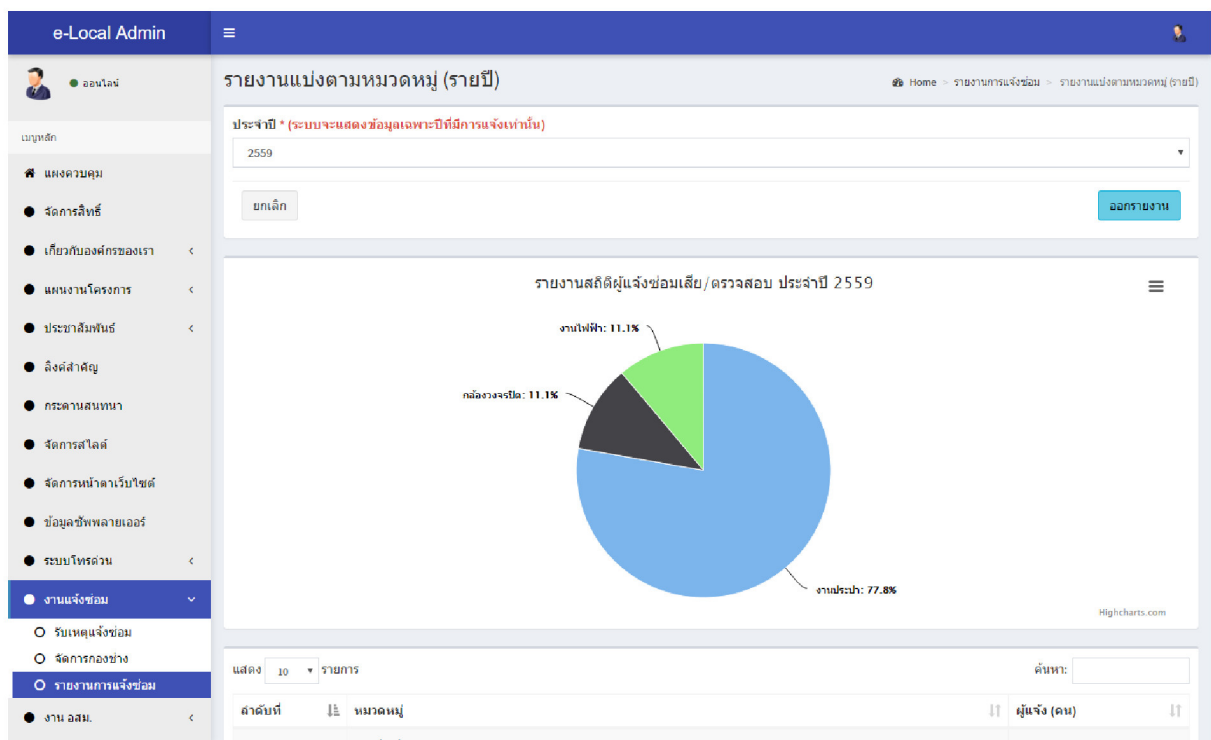 e-Local Admin
ออนไลน์
รายงานแบ่งตามหมวดหมู่ (รายปี)
Home > รายงานการแจ้งซ่อม > รายงานแบ่งตามหมวดหมู่ (รายปี)
เมนูหลัก
แผงควบคุม
จัดการสิทธิ์
เกี่ยวกับองค์กรของเรา
แผนงานโครงการ
ประชาสัมพันธ์
ลิงค์สำคัญ
กระดานสนทนา
จัดการสไลด์
จัดการหน้าตาเว็บไซต์
ข้อมูลซัพพลายเออร์
ระบบโทรด่วน
งานแจ้งซ่อม
รับเหตุแจ้งซ่อม
จัดการกองช่าง
รายงานการแจ้งซ่อม
งาน อสม.
ประจำปี * (ระบบจะแสดงข้อมูลเฉพาะปีที่มีการแจ้งเท่านั้น)
2559
ยกเลิก
ออกรายงาน
รายงานสถิติผู้แจ้งซ่อมเสีย/ตรวจสอบ ประจำปี 2559
งานไฟฟ้า: 11.1%
กล้องวงจรปิด: 11.1%
งานประปา: 77.8%
Highcharts.com
แสดง 10 รายการ
ค้นหา:
ลำดับที่ หมวดหมู่ ผู้แจ้ง (คน)